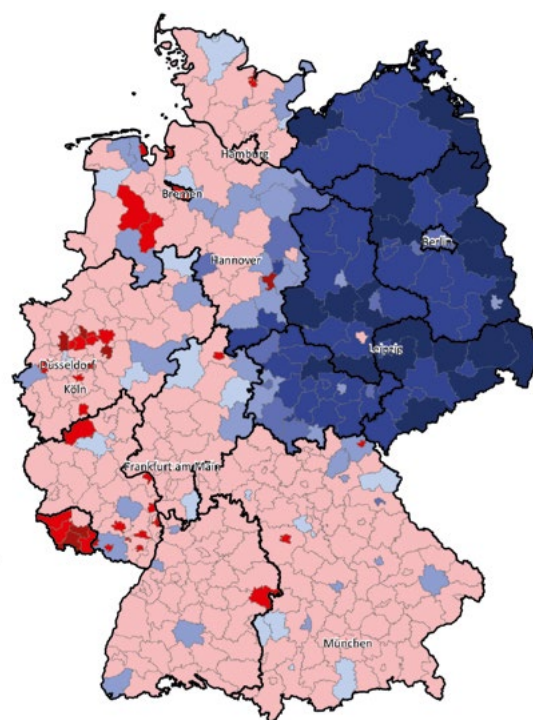 Hamburg
Bremen
Hannover
Berlin
Leipzig
Düsseldorf
Köln
Frankfurt am Main
München